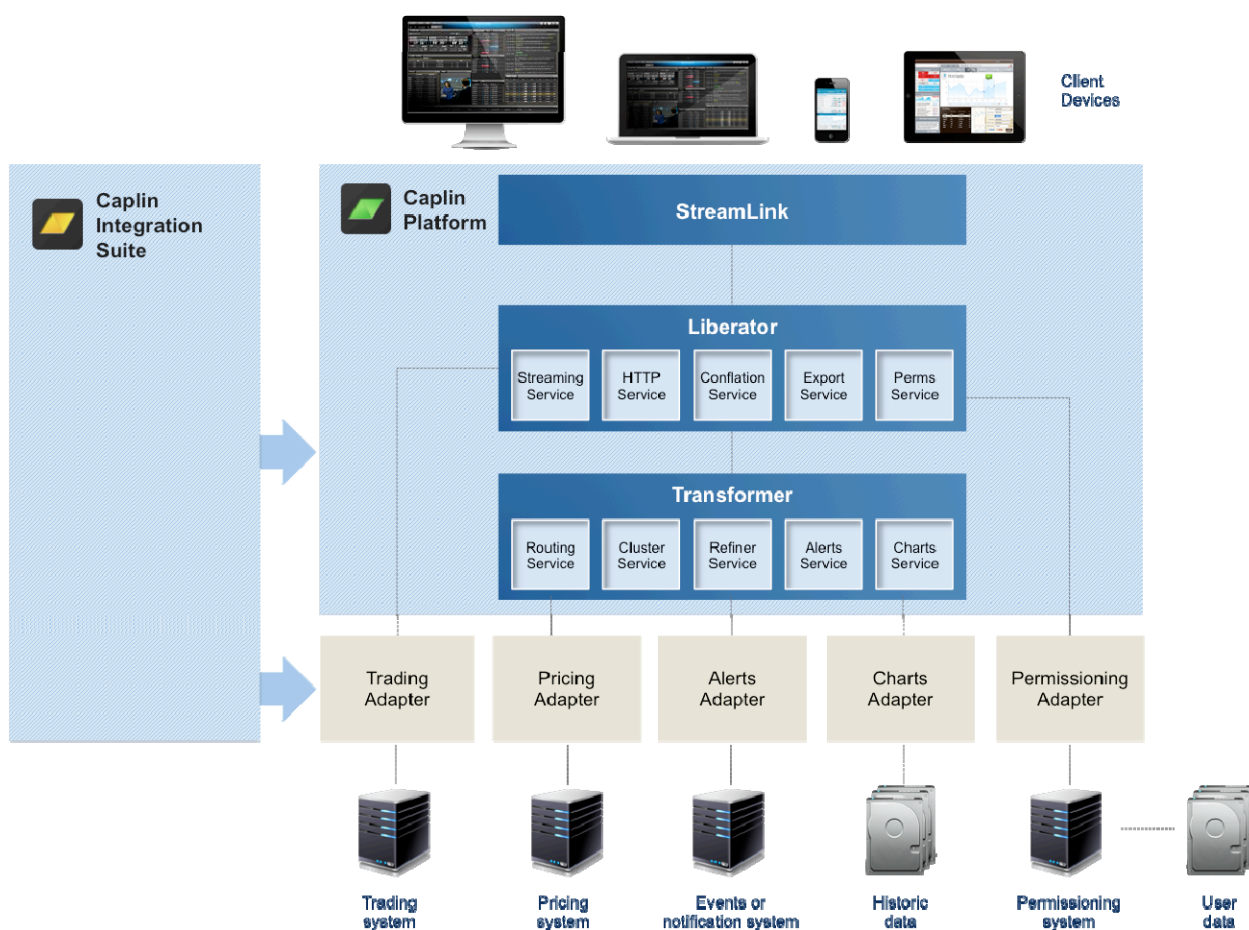 Client
Devices
Caplin
Integration
Suite
Caplin
Platform
StreamLink
Liberator
Streaming
Service
HTTP
Service
Conflation
Service
Export
Service
Perms
Service
Transformer
Routing
Service
Cluster
Service
Refiner
Service
Alerts
Service
Charts
Service
Trading
Adapter
Pricing
Adapter
Alerts
Adapter
Charts
Adapter
Permissioning
Adapter
Trading
system
Pricing
system
Events or
notification system
Historic
data
Permissioning
system
User
data